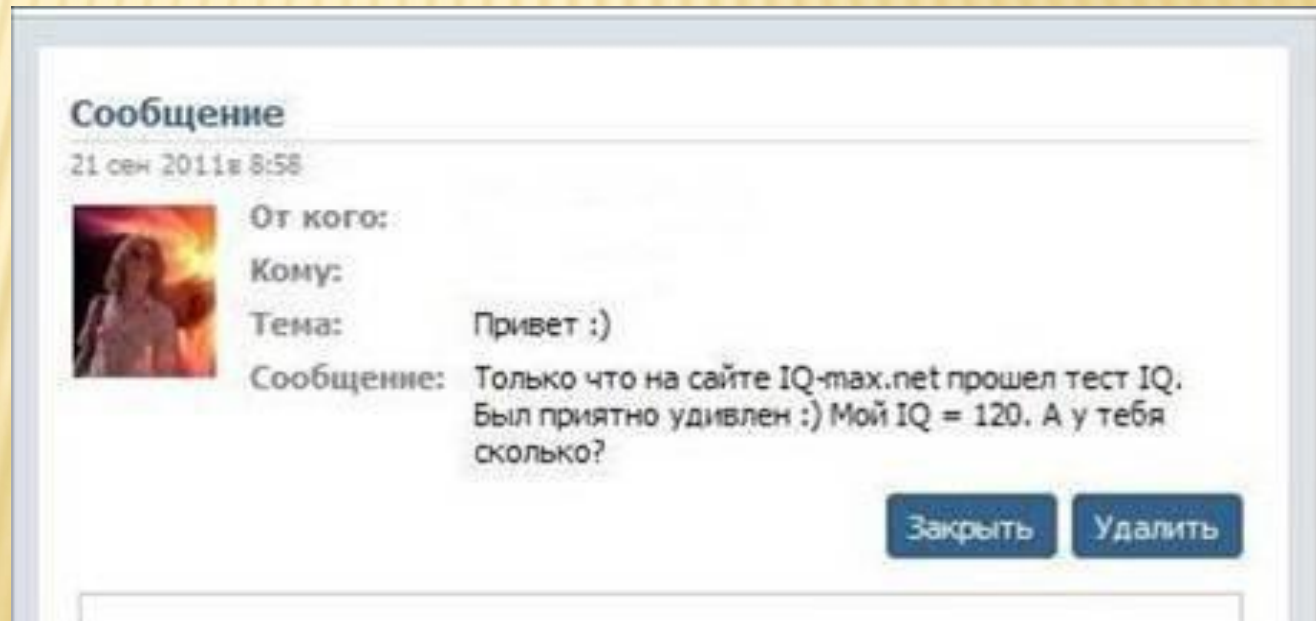 Сообщение
21 сен 2011в 8:58
От кого:
Кому:
Тема: Привет :)
Сообщение: Только что на сайте IQ-max.net прошел тест IQ.
Был приятно удивлен :) Мой IQ = 120. А у тебя
сколько?
Закрыть Удалить